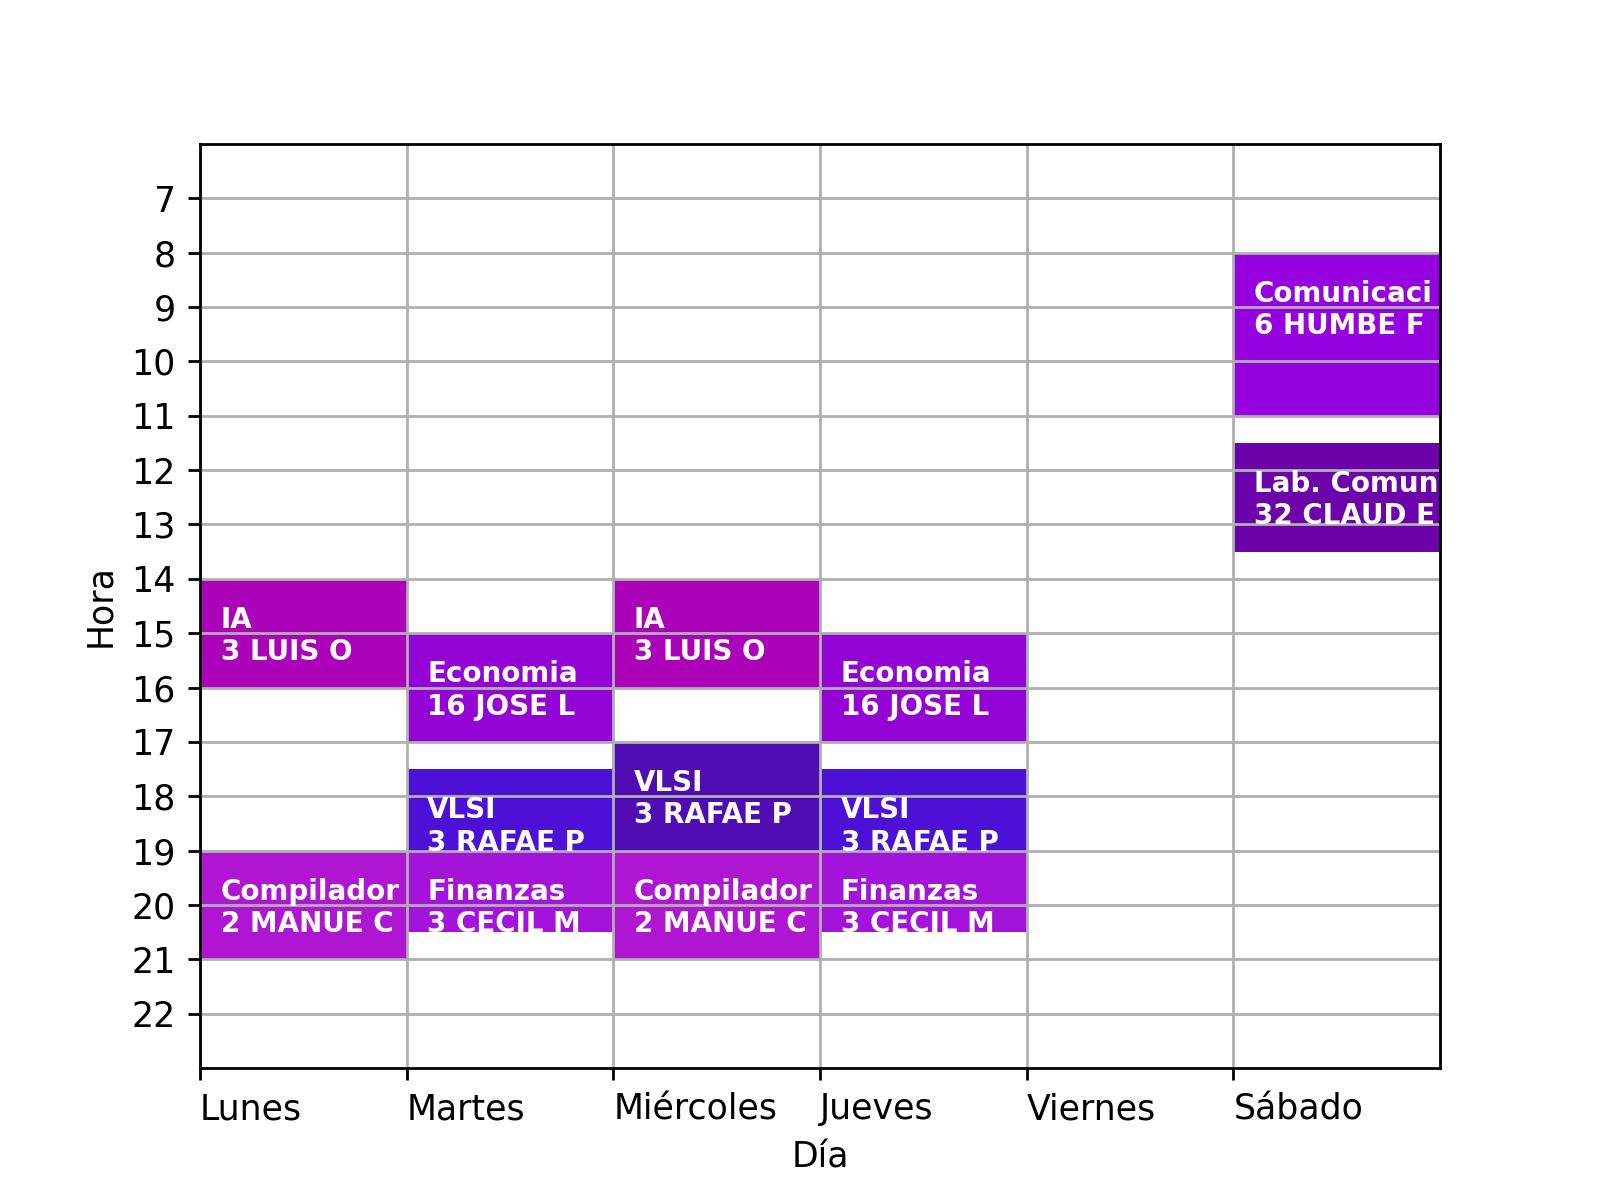 7
8
9
10
11
12
13
14
15
16
17
18
19
20
21
22
Hora
Comunicaci
6 HUMBE F
Lab. Comun
32 CLAUD E
IA
3 LUIS O
IA
3 LUIS O
Economia
16 JOSE L
Economia
16 JOSE L
VLSI
3 RAFAE P
VLSI
3 RAFAE P
VLSI
3 RAFAE P
Compilador
2 MANUE C
Finanzas
3 CECIL M
Compilador
2 MANUE C
Finanzas
3 CECIL M
Lunes
Martes
Miércoles
Jueves
Viernes
Sábado
Día